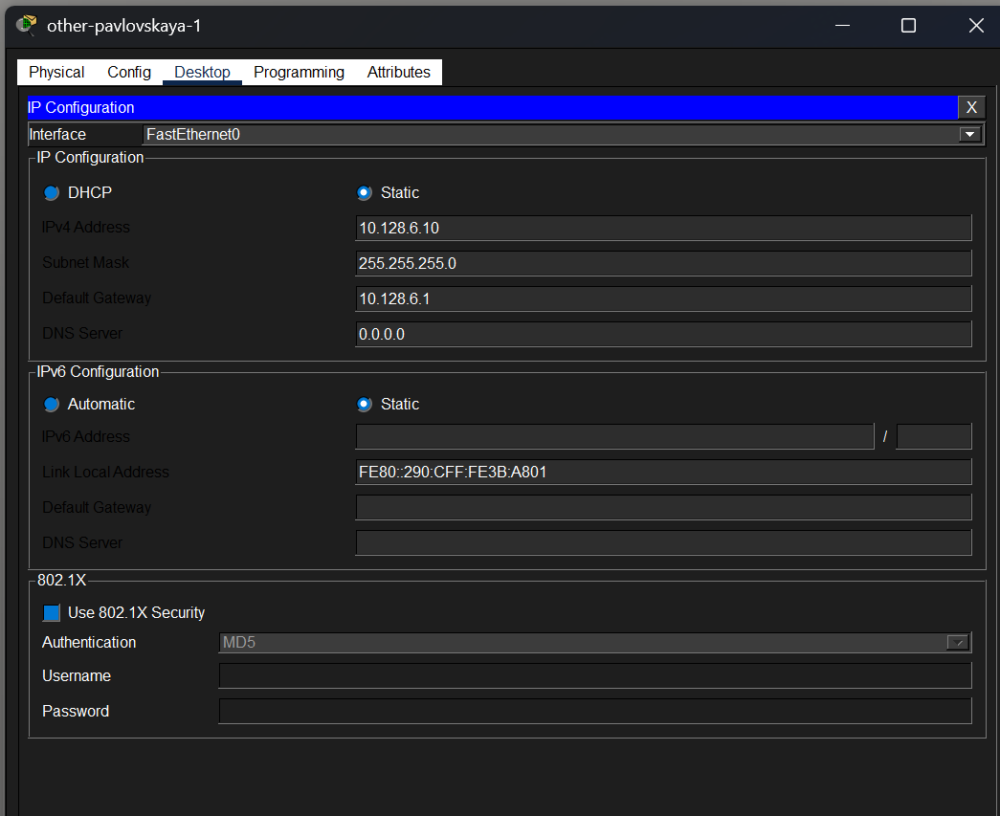 other-pavlovskaya-1
Physical Config Desktop Programming Attributes
IP Configuration X
Interface FastEthernet0
IP Configuration
DHCP Static
IPv4 Address 10.128.6.10
Subnet Mask 255.255.255.0
Default Gateway 10.128.6.1
DNS Server 0.0.0.0
IPv6 Configuration
Automatic Static
IPv6 Address /
Link Local Address FE80::290:CFF:FE3B:A801
Default Gateway
DNS Server
802.1X
Use 802.1X Security
Authentication MD5
Username
Password